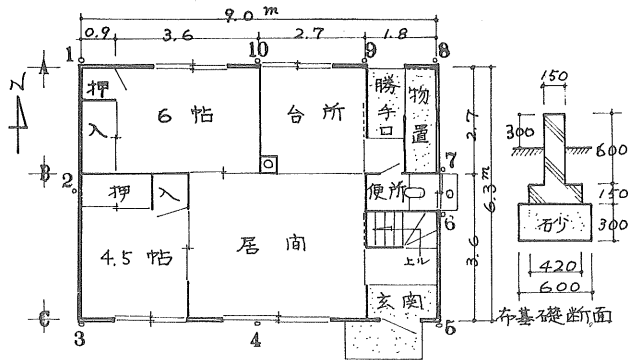 9.0 m
0.9 3.6 2.7 1.8
1 10 9 8
A
Z
押
入
6 帖
台 所
勝手口
物置
2.7
6.3 m
B
2
押 入
便所
7
6
4.5 帖
居 間
上ル
3.6
玄 関
C
3 4 5
150
300
600
150
砂
300
420
600
布基礎断面